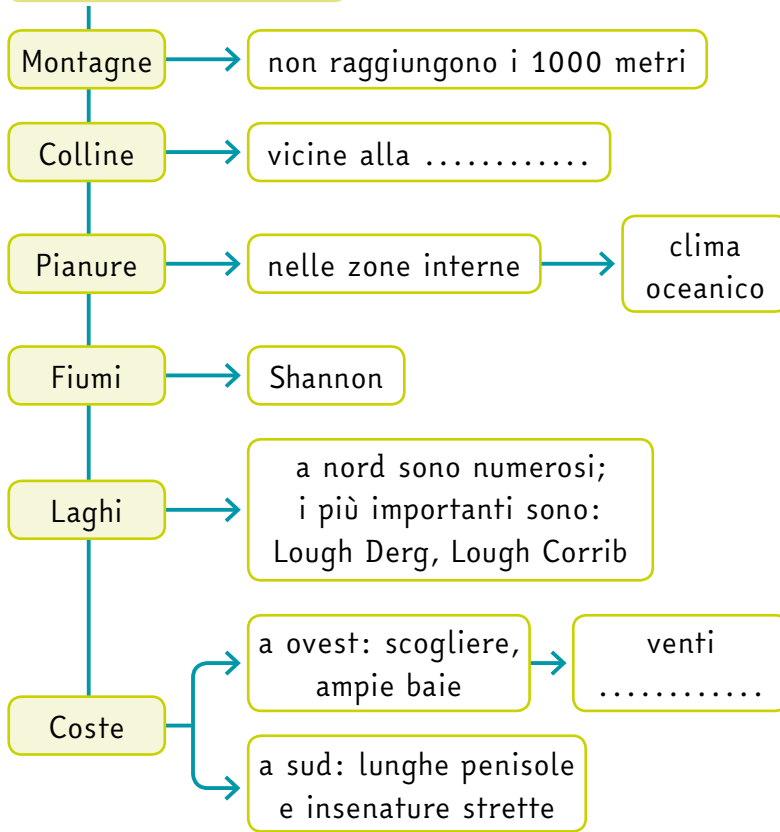 Montagne
non raggiungono i 1000 metri
Colline
vicine alla ............
Pianure
nelle zone interne
clima
oceanico
Fiumi
Shannon
Laghi
a nord sono numerosi;
i più importanti sono:
Lough Derg, Lough Corrib
Coste
a ovest: scogliere,
ampie baie
venti
............
a sud: lunghe penisole
e insenature strette